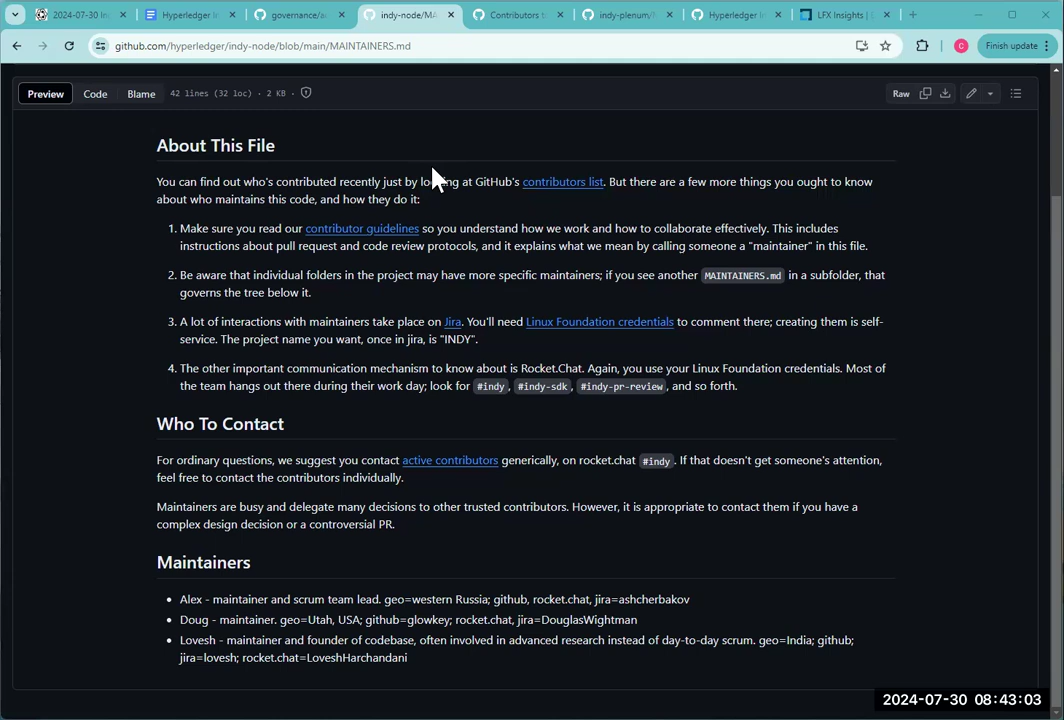 2024-07-30 In
Hyperledger I
governance/a
indy-node/MA
Contributors t
indy-plenum/
Hyperledger I
LFX Insights |
github.com/hyperledger/indy-node/blob/main/MAINTAINERS.md
C
Finish update
Preview
Code
Blame
42 lines (32 loc) · 2 KB ·
Raw
About This File
You can find out who's contributed recently just by looking at GitHub's contributors list. But there are a few more things you ought to know
about who maintains this code, and how they do it:
1. Make sure you read our contributor guidelines so you understand how we work and how to collaborate effectively. This includes
instructions about pull request and code review protocols, and it explains what we mean by calling someone a "maintainer" in this file.
2. Be aware that individual folders in the project may have more specific maintainers; if you see another MAINTAINERS.md in a subfolder, that
governs the tree below it.
3. A lot of interactions with maintainers take place on Jira. You'll need Linux Foundation credentials to comment there; creating them is self-
service. The project name you want, once in jira, is "INDY".
4. The other important communication mechanism to know about is Rocket.Chat. Again, you use your Linux Foundation credentials. Most of
the team hangs out there during their work day; look for #indy, #indy-sdk, #indy-pr-review, and so forth.
Who To Contact
For ordinary questions, we suggest you contact active contributors generically, on rocket.chat #indy. If that doesn't get someone's attention,
feel free to contact the contributors individually.
Maintainers are busy and delegate many decisions to other trusted contributors. However, it is appropriate to contact them if you have a
complex design decision or a controversial PR.
Maintainers
• Alex - maintainer and scrum team lead. geo=western Russia; github, rocket.chat, jira=ashcherbakov
• Doug - maintainer. geo=Utah, USA; github=glowkey; rocket.chat, jira=DouglasWightman
• Lovesh - maintainer and founder of codebase, often involved in advanced research instead of day-to-day scrum. geo=India; github;
jira=lovesh; rocket.chat=LoveshHarchandani
2024-07-30 08:43:03